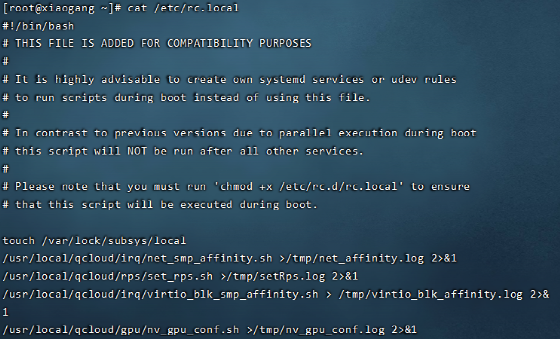 [root@xiaogang ~]# cat /etc/rc.local
#!/bin/bash
# THIS FILE IS ADDED FOR COMPATIBILITY PURPOSES
#
# It is highly advisable to create own systemd services or udev rules
# to run scripts during boot instead of using this file.
#
# In contrast to previous versions due to parallel execution during boot
# this script will NOT be run after all other services.
#
# Please note that you must run 'chmod +x /etc/rc.d/rc.local' to ensure
# that this script will be executed during boot.
touch /var/lock/subsys/local
/usr/local/qcloud/irq/net_smp_affinity.sh >/tmp/net_affinity.log 2>&1
/usr/local/qcloud/rps/set_rps.sh >/tmp/setRps.log 2>&1
/usr/local/qcloud/irq/virtio_blk_smp_affinity.sh > /tmp/virtio_blk_affinity.log 2>&
1
/usr/local/qcloud/gpu/nv_gpu_conf.sh >/tmp/nv_gpu_conf.log 2>&1